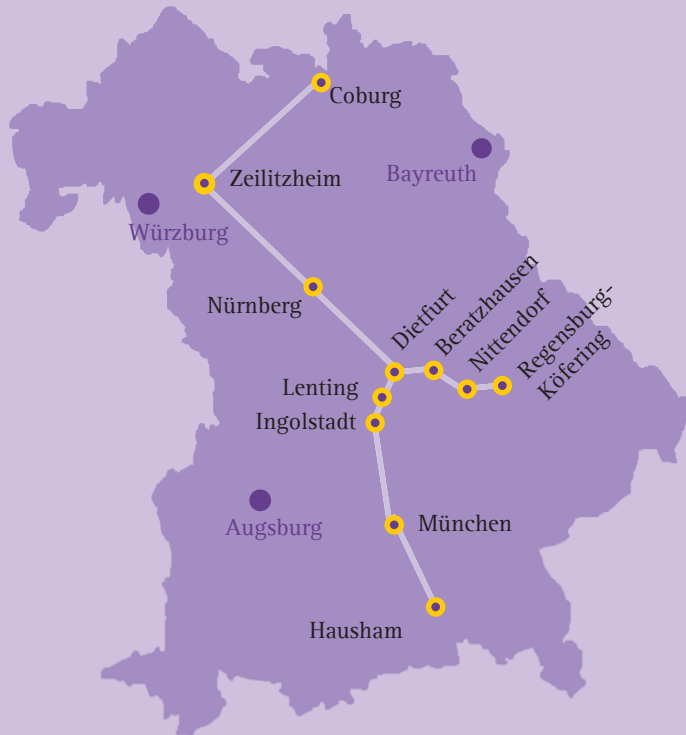 Coburg
Bayreuth
Zeilitzheim
Würzburg
Nürnberg
Dietfurt
Beratzhausen
Nittendorf
Regensburg-
Köfering
Lenting
Ingolstadt
Augsburg
München
Hausham